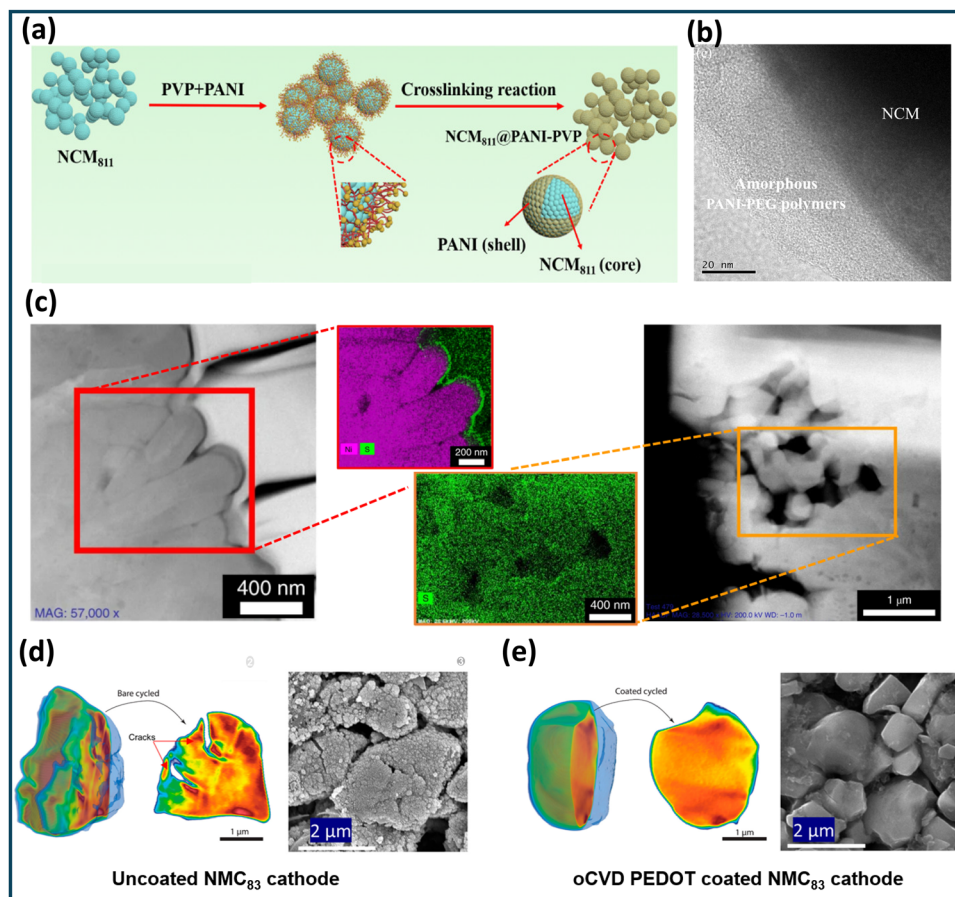 (a)
NCM811
PVP+PANI
Crosslinking reaction
NCM811@PANI-PVP
PANI (shell)
NCM811 (core)
(b)
NCM
Amorphous
PANI-PEG polymers
20 nm
(c)
400 nm
MAG: 57,000 x
Ni S
200 nm
S
400 nm
1 μm
(d)
②
③
Bare cycled
Cracks
1 μm
2 μm
Uncoated NMC83 cathode
(e)
Coated cycled
1 μm
2 μm
oCVD PEDOT coated NMC83 cathode